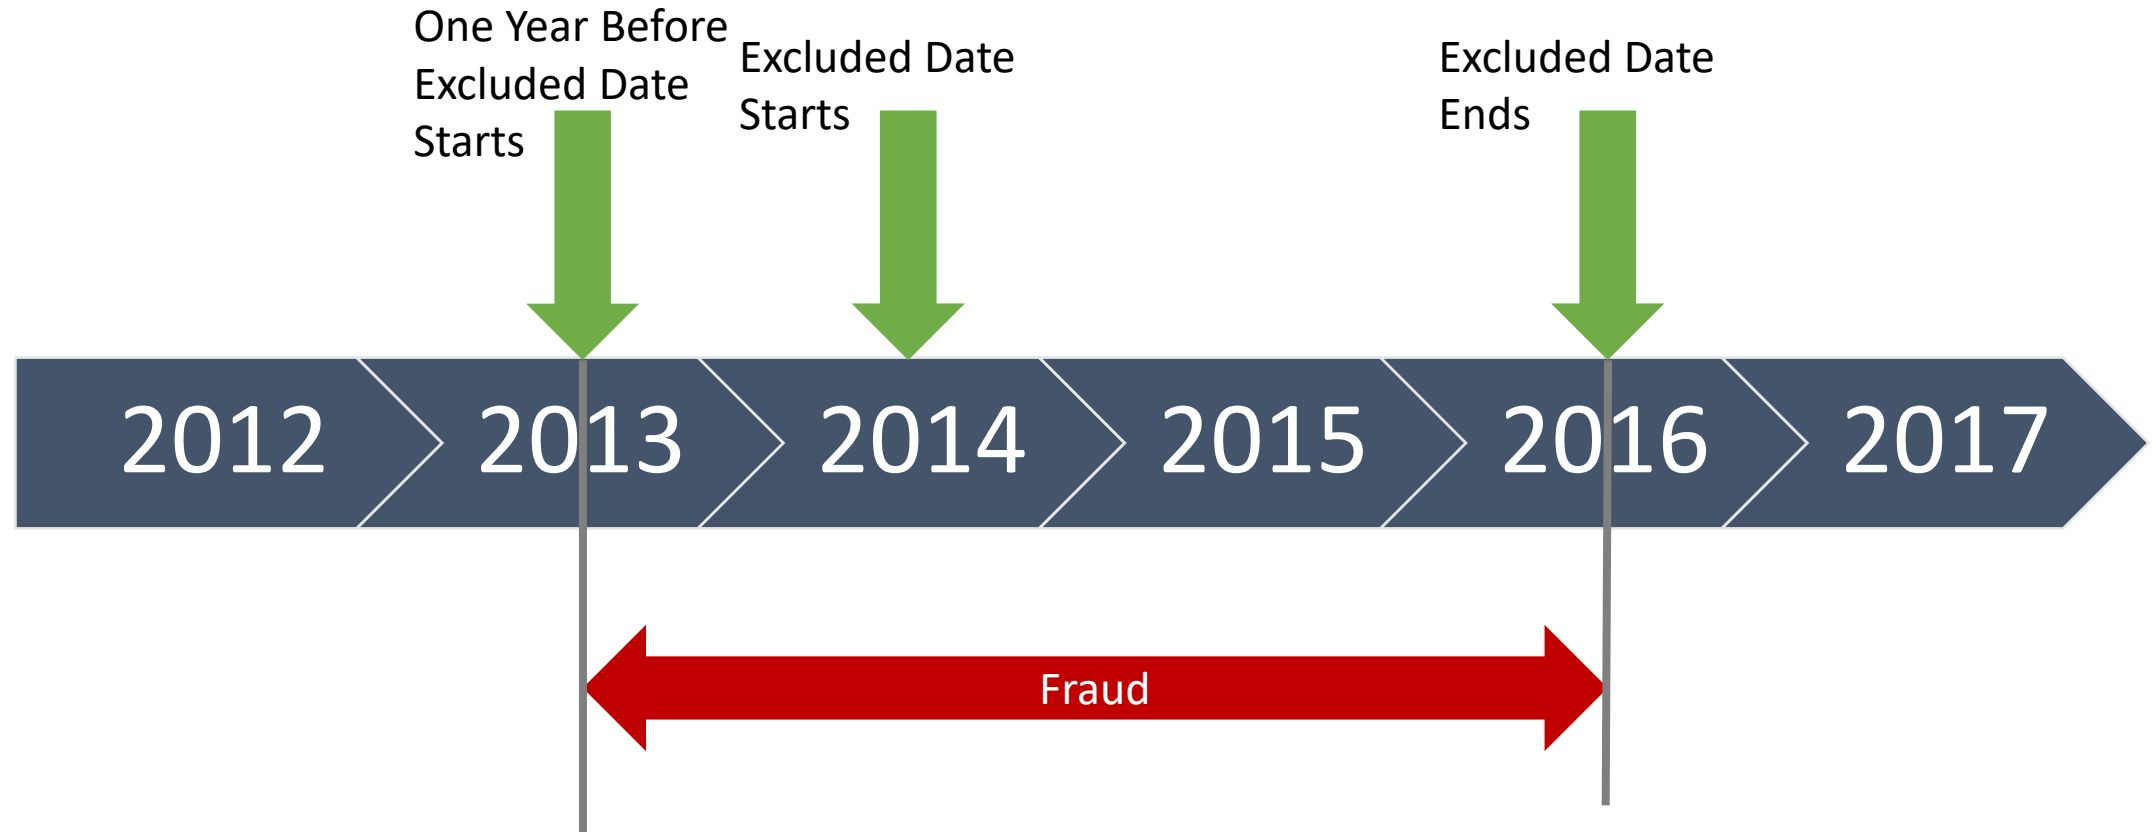 One Year Before
Excluded Date
Starts
Excluded Date
Starts
Excluded Date
Ends
2012
2013
2014
2015
2016
2017
Fraud